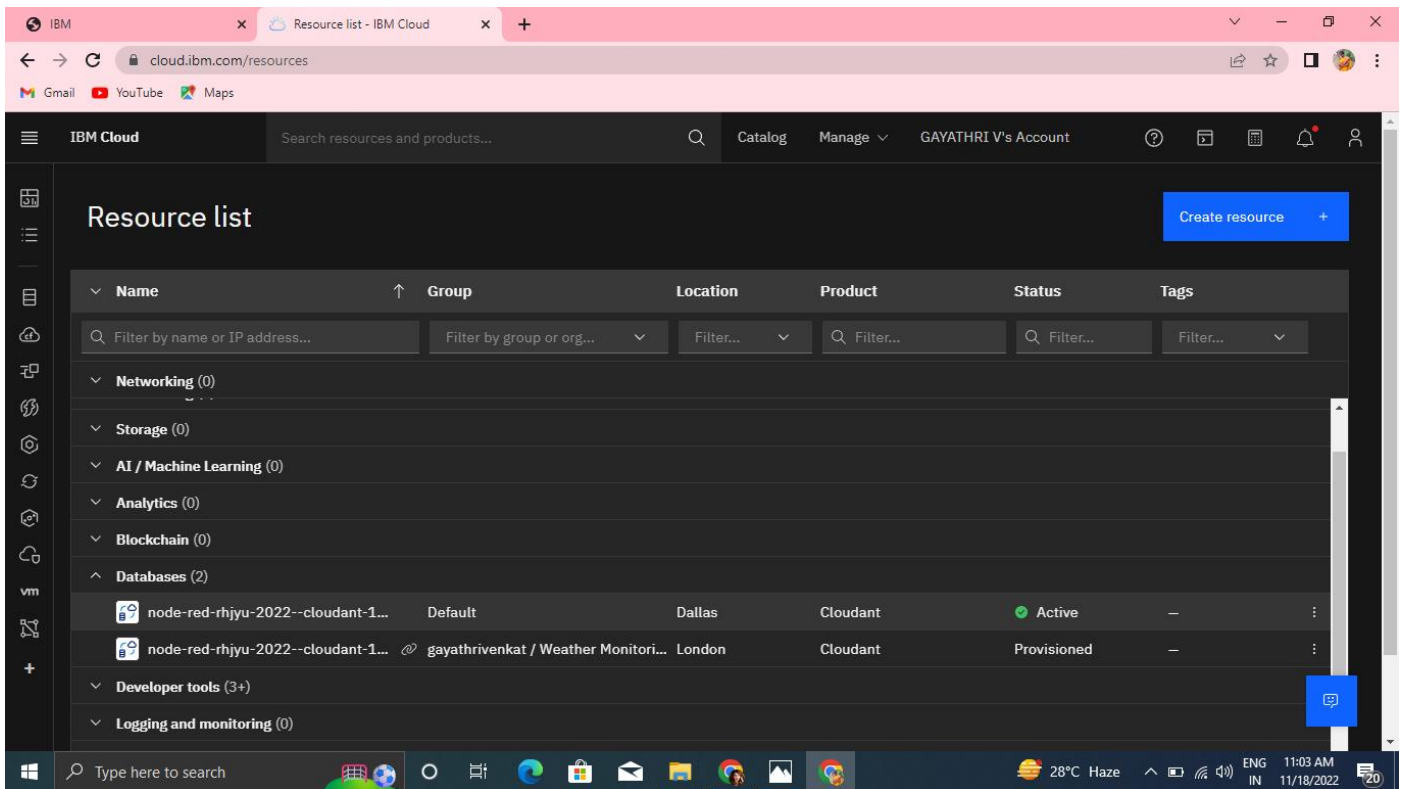 IBM
Resource list - IBM Cloud
cloud.ibm.com/resources
Gmail YouTube Maps
IBM Cloud Search resources and products... Catalog Manage GAYATHRI V's Account
Resource list
Create resource +
Name Group Location Product Status Tags
Filter by name or IP address... Filter by group or org... Filter... Filter... Filter... Filter...
Networking (0)
Storage (0)
AI / Machine Learning (0)
Analytics (0)
Blockchain (0)
Databases (2)
node-red-rhjyu-2022--cloudant-1... Default Dallas Cloudant Active –
node-red-rhjyu-2022--cloudant-1... gayathrivenkat / Weather Monitori... London Cloudant Provisioned –
Developer tools (3+)
Logging and monitoring (0)
vm
Type here to search
28°C Haze
ENG
IN
11:03 AM
11/18/2022
20